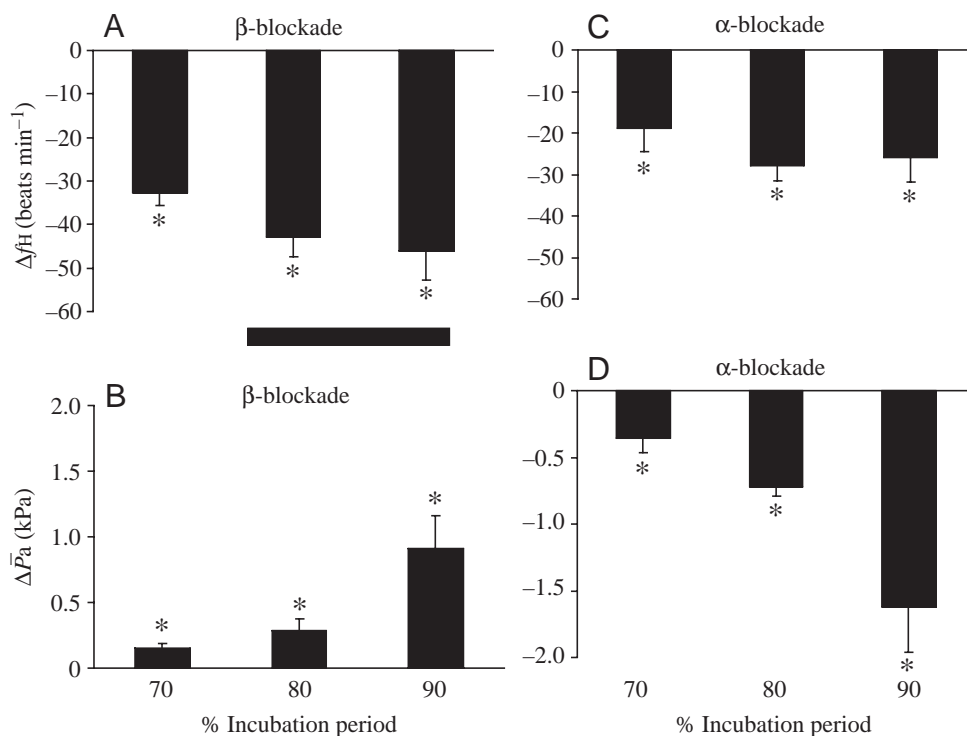 A
β-blockade
0
–10
–20
–30
–40
–50
–60
ΔfH (beats min–1)
*
*
*
B
β-blockade
2.0
1.5
1.0
0.5
0
ΔP̄a (kPa)
*
*
*
70 80 90
% Incubation period
C
α-blockade
0
–10
–20
–30
–40
–50
–60
*
*
*
D
α-blockade
0
–0.5
–1.0
–1.5
–2.0
*
*
*
70 80 90
% Incubation period